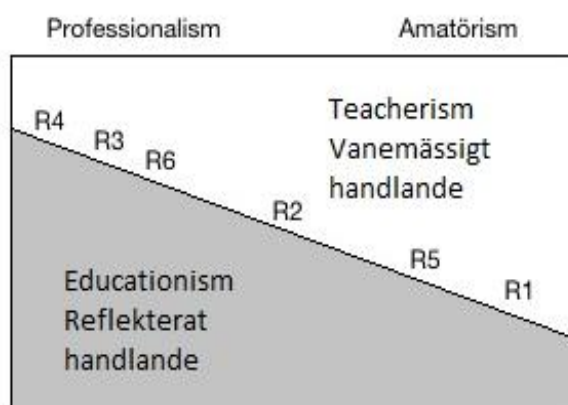 Professionalism Amatörism
Teacherism
Vanemässigt
handlande
R4
R3
R6
R2
R5
R1
Educationism
Reflekterat
handlande